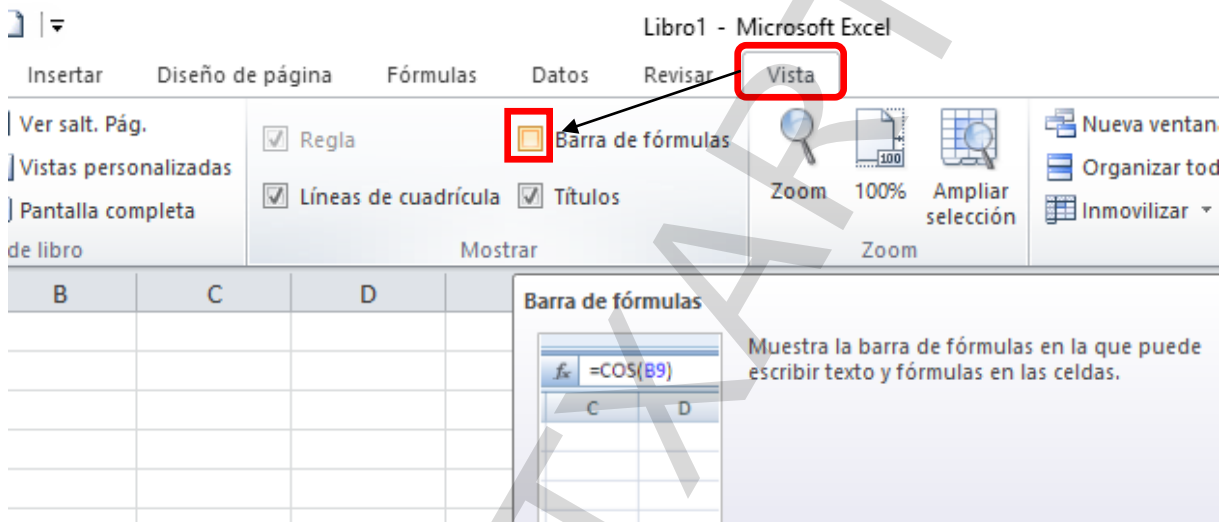 Libro1 - Microsoft Excel
Insertar Diseño de página Fórmulas Datos Revisar Vista
Ver salt. Pág.
Vistas personalizadas
Pantalla completa
de libro
Regla
Barra de fórmulas
Líneas de cuadrícula
Títulos
Mostrar
Zoom
100
100%
Ampliar
selección
Zoom
Nueva ventan
Organizar tod
Inmovilizar
B C D
Barra de fórmulas
fx =COS(B9)
C D
Muestra la barra de fórmulas en la que puede
escribir texto y fórmulas en las celdas.